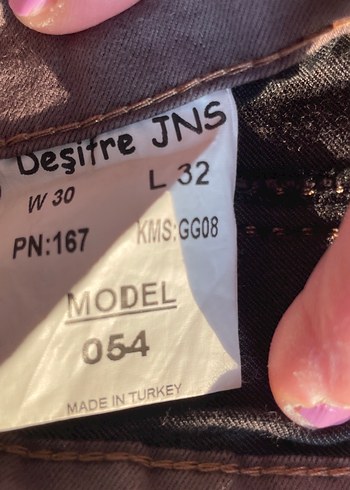 Deşifre JNS
W 30 L 32
PN:167 KMS:GG08
MODEL
054
MADE IN TURKEY